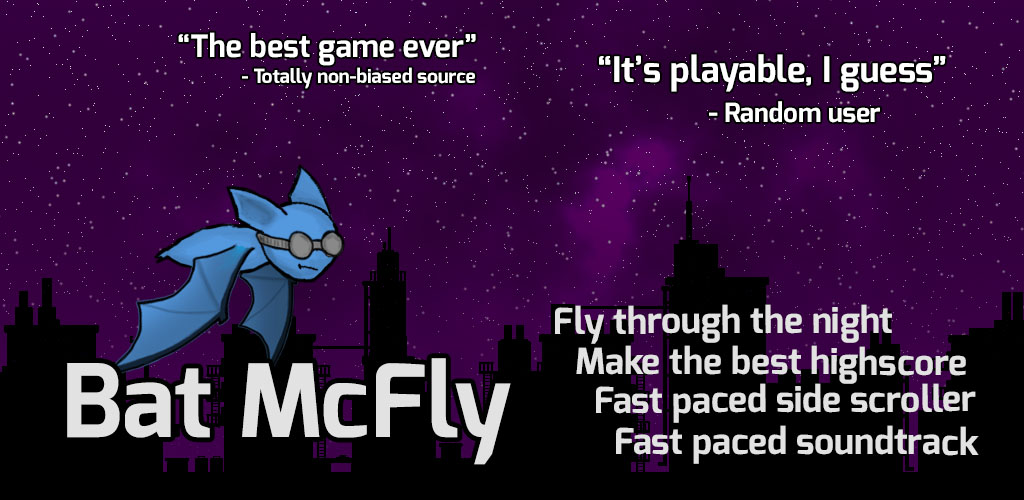 “The best game ever”
- Totally non-biased source
“It’s playable, I guess”
- Random user
Bat McFly
Fly through the night
Make the best highscore
Fast paced side scroller
Fast paced soundtrack